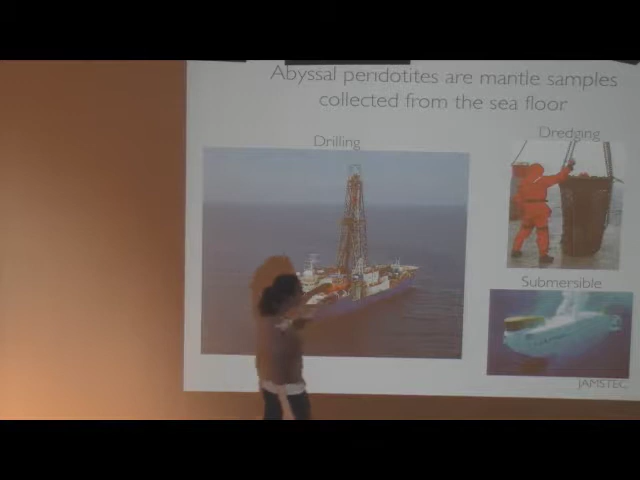 Abyssal peridotites are mantle samples
collected from the sea floor
Drilling
Dredging
Submersible
JAMSTEC